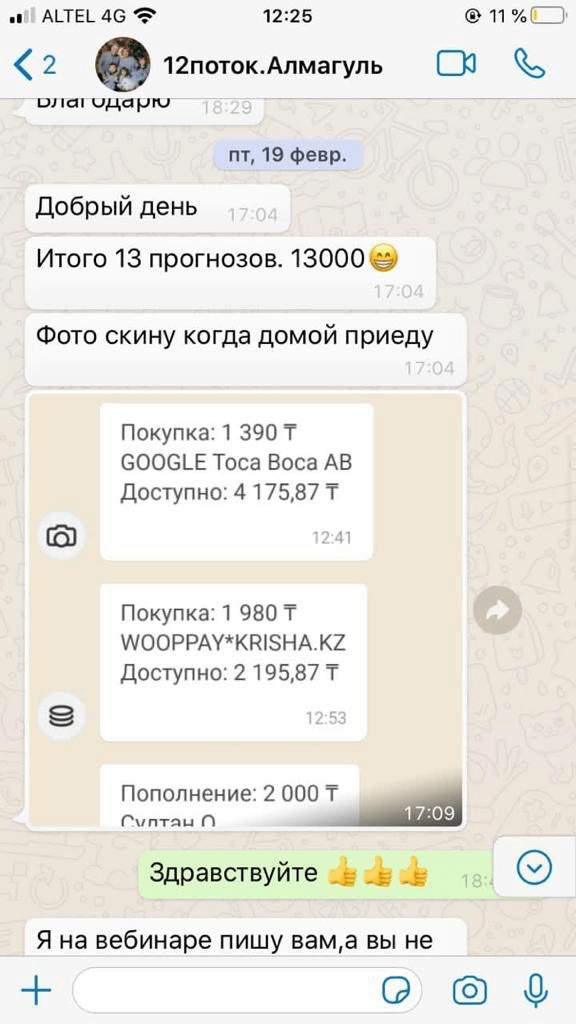 ALTEL 4G 12:25 11 %
2 12поток.Алмагуль
Благодарю 18:29
пт, 19 февр.
Добрый день 17:04
Итого 13 прогнозов. 13000😁
17:04
Фото скину когда домой приеду
17:04
Покупка: 1 390 ₸
GOOGLE Toca Boca AB
Доступно: 4 175,87 ₸
12:41
Покупка: 1 980 ₸
WOOPPAY*KRISHA.KZ
Доступно: 2 195,87 ₸
12:53
Пополнение: 2 000 ₸
Султан О.
17:09
Здравствуйте 👍👍👍
Я на вебинаре пишу вам,а вы не